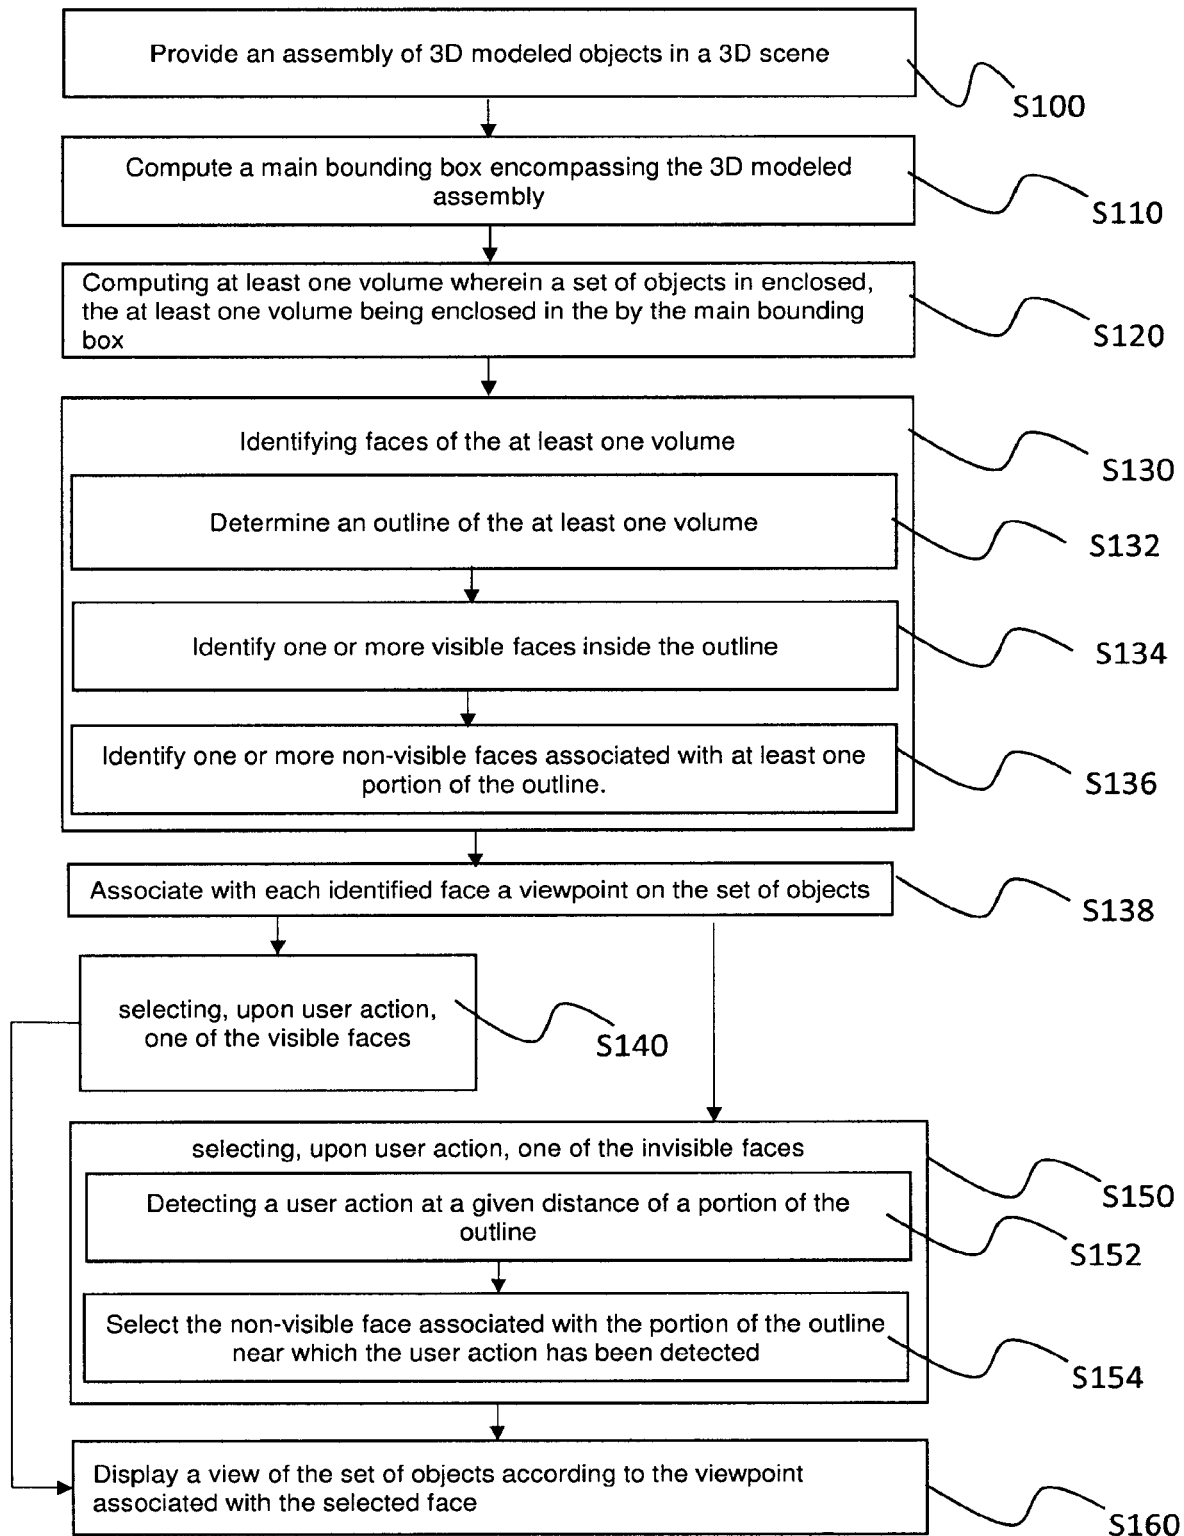 Provide an assembly of 3D modeled objects in a 3D scene
S100
Compute a main bounding box encompassing the 3D modeled
assembly
S110
Computing at least one volume wherein a set of objects in enclosed,
the at least one volume being enclosed in the by the main bounding
box
S120
Identifying faces of the at least one volume
S130
Determine an outline of the at least one volume
S132
Identify one or more visible faces inside the outline
S134
Identify one or more non-visible faces associated with at least one
portion of the outline.
S136
Associate with each identified face a viewpoint on the set of objects
S138
selecting, upon user action,
one of the visible faces
S140
selecting, upon user action, one of the invisible faces
S150
Detecting a user action at a given distance of a portion of the
outline
S152
Select the non-visible face associated with the portion of the outline
near which the user action has been detected
S154
Display a view of the set of objects according to the viewpoint
associated with the selected face
S160